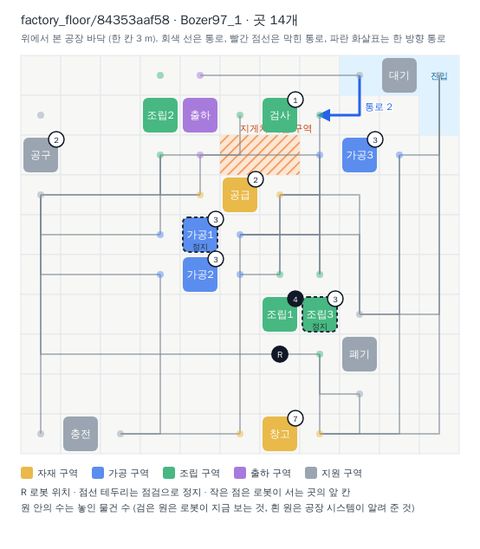 factory_floor/84353aaf58 · Bozer97_1 · 곳 14개
위에서 본 공장 바닥 (한 칸 3 m). 회색 선은 통로, 빨간 점선은 막힌 통로, 파란 화살표는 한 방향 통로
대기
진입
1
통로 2
조립2
출하
검사
구역
2
3
공구
가공3
2
공급
3
가공1
정지
3
가공2
4
3
조립1
조립3
정지
R
폐기
7
충전
창고
자재 구역
가공 구역
조립 구역
출하 구역
지원 구역
R 로봇 위치 · 점선 테두리는 점검으로 정지 · 작은 점은 로봇이 서는 곳의 앞 칸
원 안의 수는 놓인 물건 수 (검은 원은 로봇이 지금 보는 것, 흰 원은 공장 시스템이 알려 준 것)